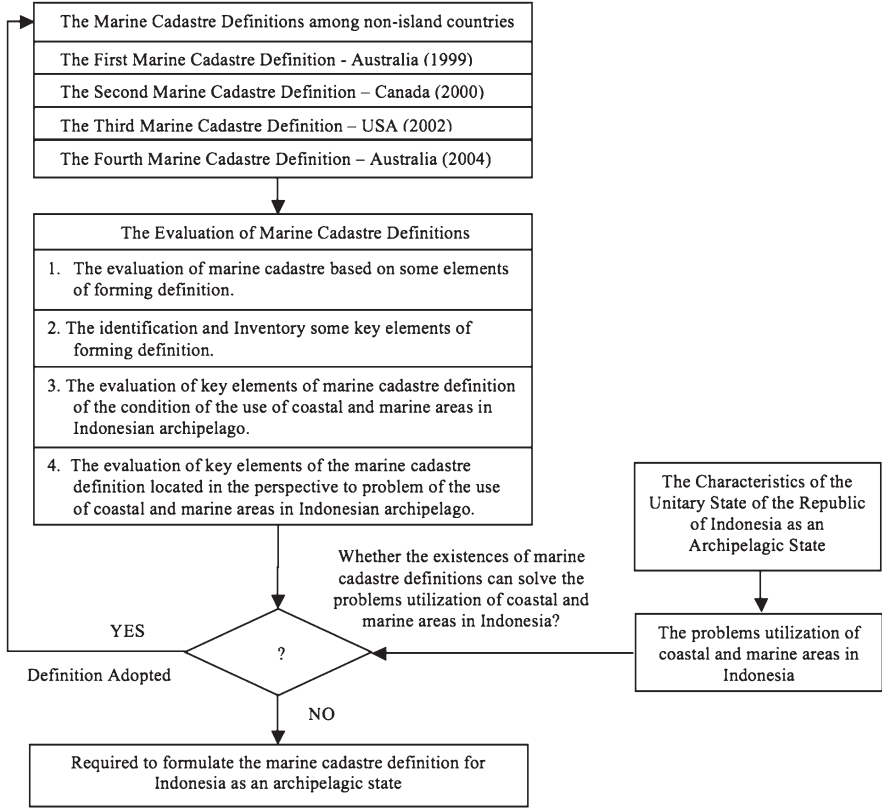 The Marine Cadastre Definitions among non-island countries
The First Marine Cadastre Definition - Australia (1999)
The Second Marine Cadastre Definition – Canada (2000)
The Third Marine Cadastre Definition – USA (2002)
The Fourth Marine Cadastre Definition – Australia (2004)
The Evaluation of Marine Cadastre Definitions
1. The evaluation of marine cadastre based on some elements
of forming definition.
2. The identification and Inventory some key elements of
forming definition.
3. The evaluation of key elements of marine cadastre definition
of the condition of the use of coastal and marine areas in
Indonesian archipelago.
4. The evaluation of key elements of the marine cadastre
definition located in the perspective to problem of the use
of coastal and marine areas in Indonesian archipelago.
The Characteristics of the
Unitary State of the Republic
of Indonesia as an
Archipelagic State
Whether the existences of marine
cadastre definitions can solve the
problems utilization of coastal and
marine areas in Indonesia?
The problems utilization of
coastal and marine areas in
Indonesia
YES
?
Definition Adopted
NO
Required to formulate the marine cadastre definition for
Indonesia as an archipelagic state